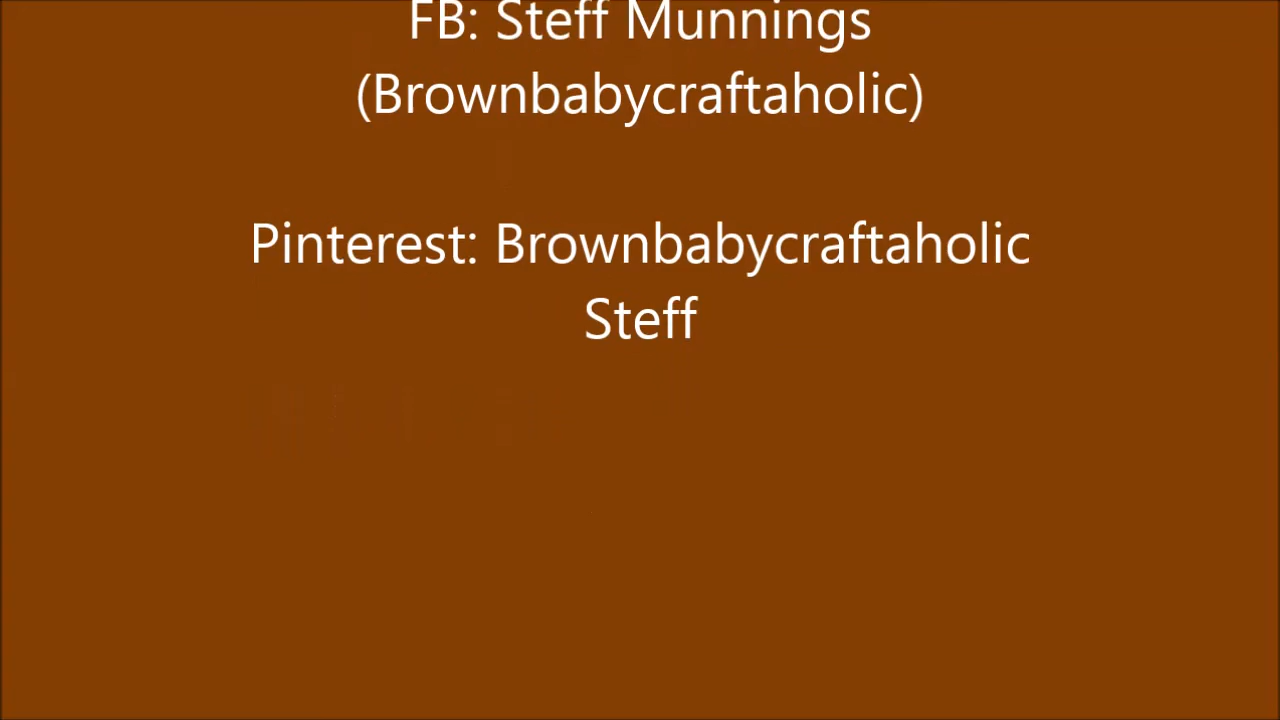 FB: Steff Munnings
(Brownbabycraftaholic)
Pinterest: Brownbabycraftaholic
Steff